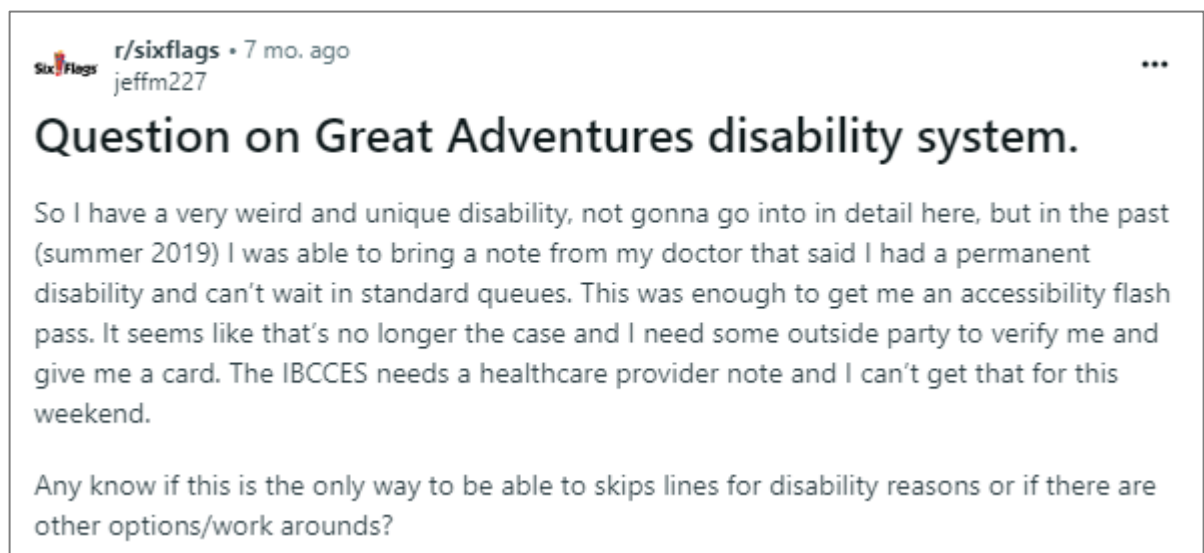 Six Flags
r/sixflags • 7 mo. ago
jeffm227
Question on Great Adventures disability system.
So I have a very weird and unique disability, not gonna go into in detail here, but in the past
(summer 2019) I was able to bring a note from my doctor that said I had a permanent
disability and can't wait in standard queues. This was enough to get me an accessibility flash
pass. It seems like that's no longer the case and I need some outside party to verify me and
give me a card. The IBCCES needs a healthcare provider note and I can't get that for this
weekend.
Any know if this is the only way to be able to skips lines for disability reasons or if there are
other options/work arounds?